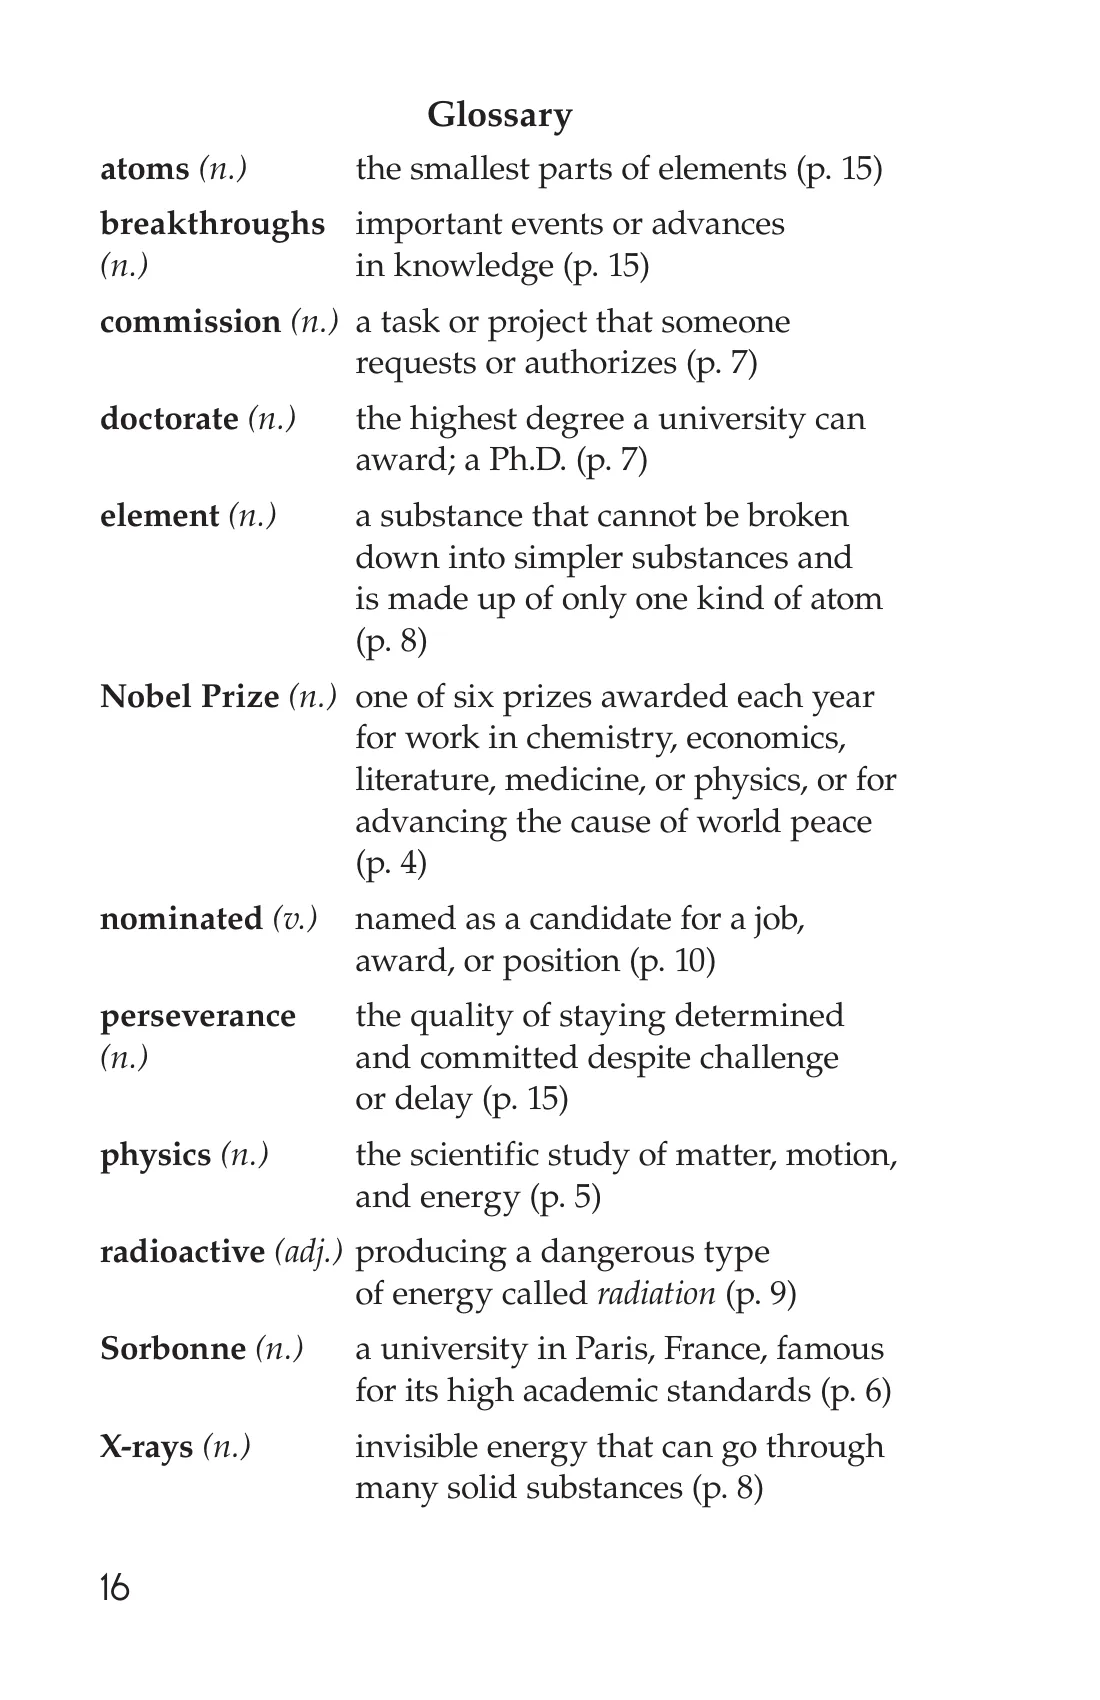 Glossary
atoms (n.) the smallest parts of elements (p. 15)
breakthroughs important events or advances
(n.) in knowledge (p. 15)
commission (n.) a task or project that someone
requests or authorizes (p. 7)
doctorate (n.) the highest degree a university can
award; a Ph.D. (p. 7)
element (n.) a substance that cannot be broken
down into simpler substances and
is made up of only one kind of atom
(p. 8)
Nobel Prize (n.) one of six prizes awarded each year
for work in chemistry, economics,
literature, medicine, or physics, or for
advancing the cause of world peace
(p. 4)
nominated (v.) named as a candidate for a job,
award, or position (p. 10)
perseverance the quality of staying determined
(n.) and committed despite challenge
or delay (p. 15)
physics (n.) the scientific study of matter, motion,
and energy (p. 5)
radioactive (adj.) producing a dangerous type
of energy called radiation (p. 9)
Sorbonne (n.) a university in Paris, France, famous
for its high academic standards (p. 6)
X-rays (n.) invisible energy that can go through
many solid substances (p. 8)
16